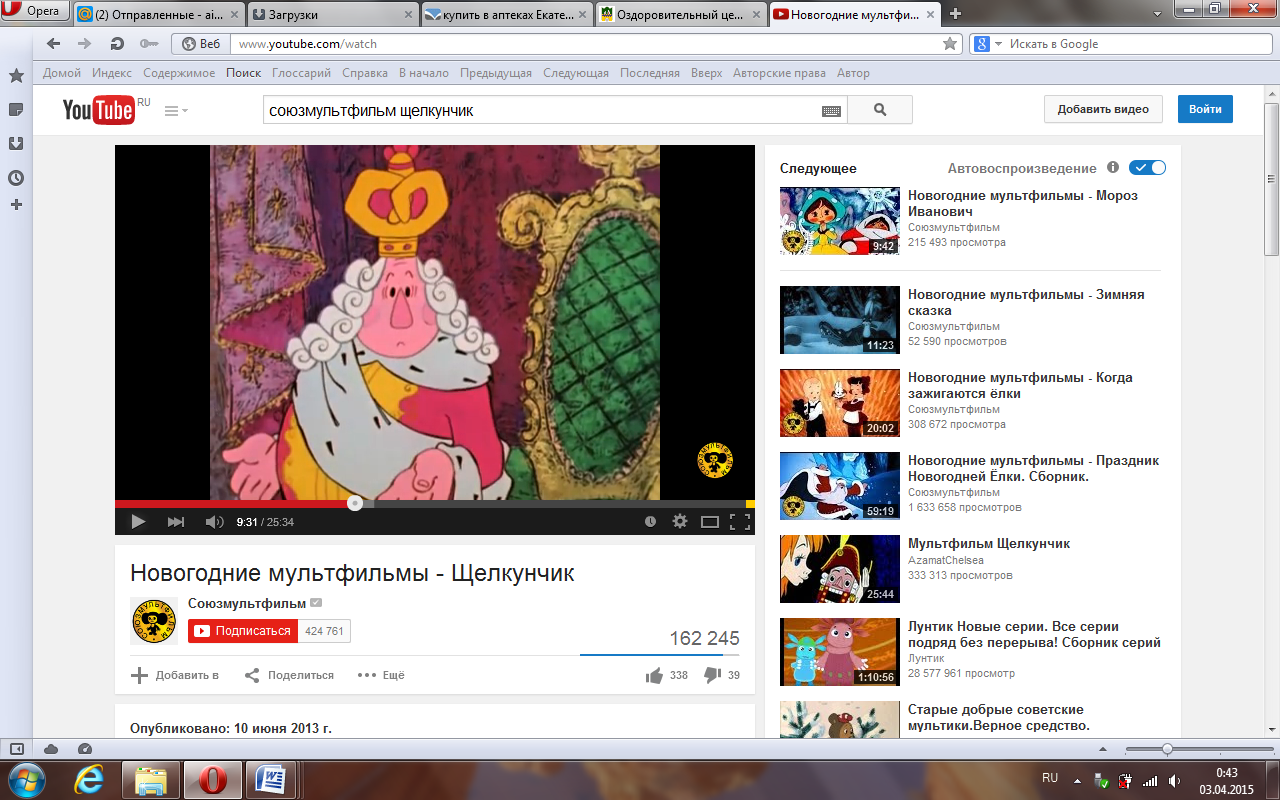 Opera
(2) Отправленные - ai...
Загрузки
купить в аптеках Екате...
Оздоровительный це...
Новогодние мультфи...
Веб
www.youtube.com/watch
Искать в Google
Домой Индекс Содержимое Поиск Глоссарий Справка В начало Предыдущая Следующая Последняя Вверх Авторские права Автор
YouTube RU
союзмультфильм щелкунчик
Добавить видео
Войти
СОЮЗМУЛЬТФИЛЬМ
9:31 / 25:34
Новогодние мультфильмы - Щелкунчик
СОЮЗМУЛЬТФИЛЬМ
Союзмультфильм
Подписаться 424 761
162 245
Добавить в Поделиться Ещё
338 39
Опубликовано: 10 июня 2013 г.
Следующее
Автовоспроизведение
Новогодние мультфильмы - Мороз
Иванович
Союзмультфильм
215 493 просмотра
9:42
Новогодние мультфильмы - Зимняя
сказка
Союзмультфильм
52 590 просмотров
11:23
Новогодние мультфильмы - Когда
зажигаются ёлки
Союзмультфильм
308 672 просмотра
20:02
Новогодние мультфильмы - Праздник
Новогодней Ёлки. Сборник.
Союзмультфильм
1 633 658 просмотров
59:19
Мультфильм Щелкунчик
AzamatChelsea
333 313 просмотров
25:44
Лунтик Новые серии. Все серии
подряд без перерыва! Сборник серий
Лунтик
28 577 961 просмотр
1:10:56
Старые добрые советские
мультики.Верное средство.
RU
0:43
03.04.2015